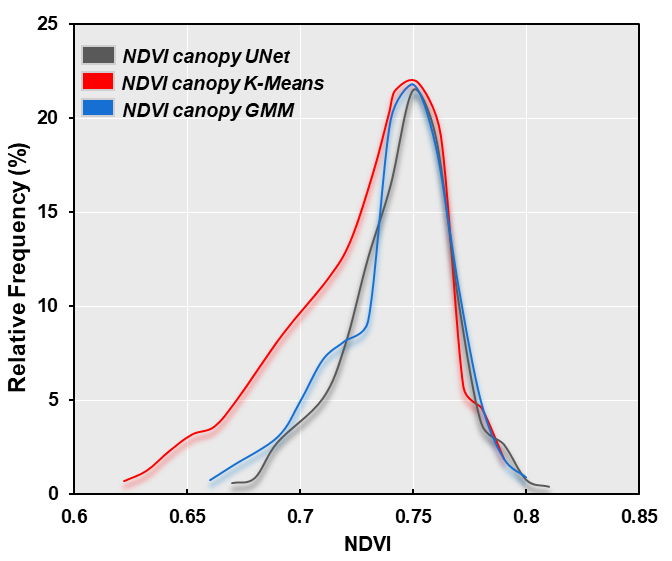 25
20
15
10
5
0
Relative Frequency (%)
NDVI canopy UNet
NDVI canopy K-Means
NDVI canopy GMM
0.6 0.65 0.7 0.75 0.8 0.85
NDVI